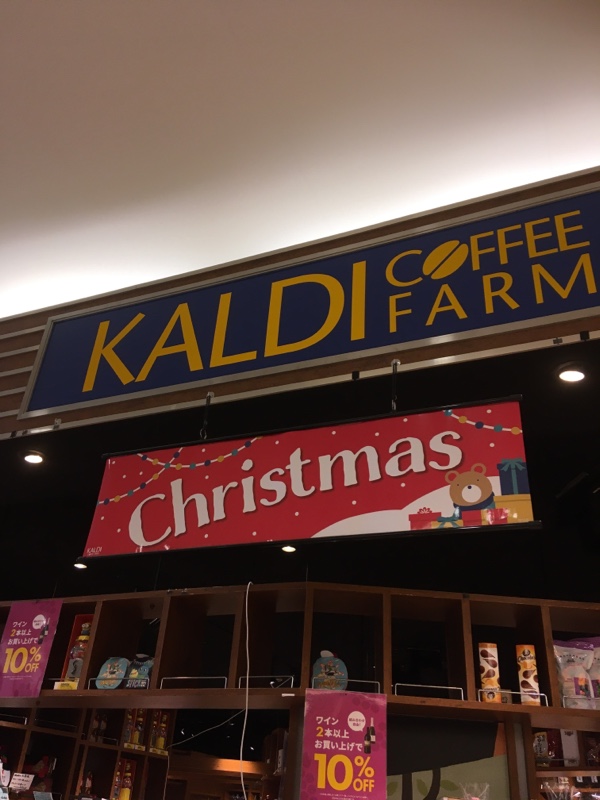 KALDI COFFEE
FARM
Christmas
KALDI
ワイン
2本以上
お買い上げで
10%
OFF
ワイン
2本以上
お買い上げで
10%
OFF